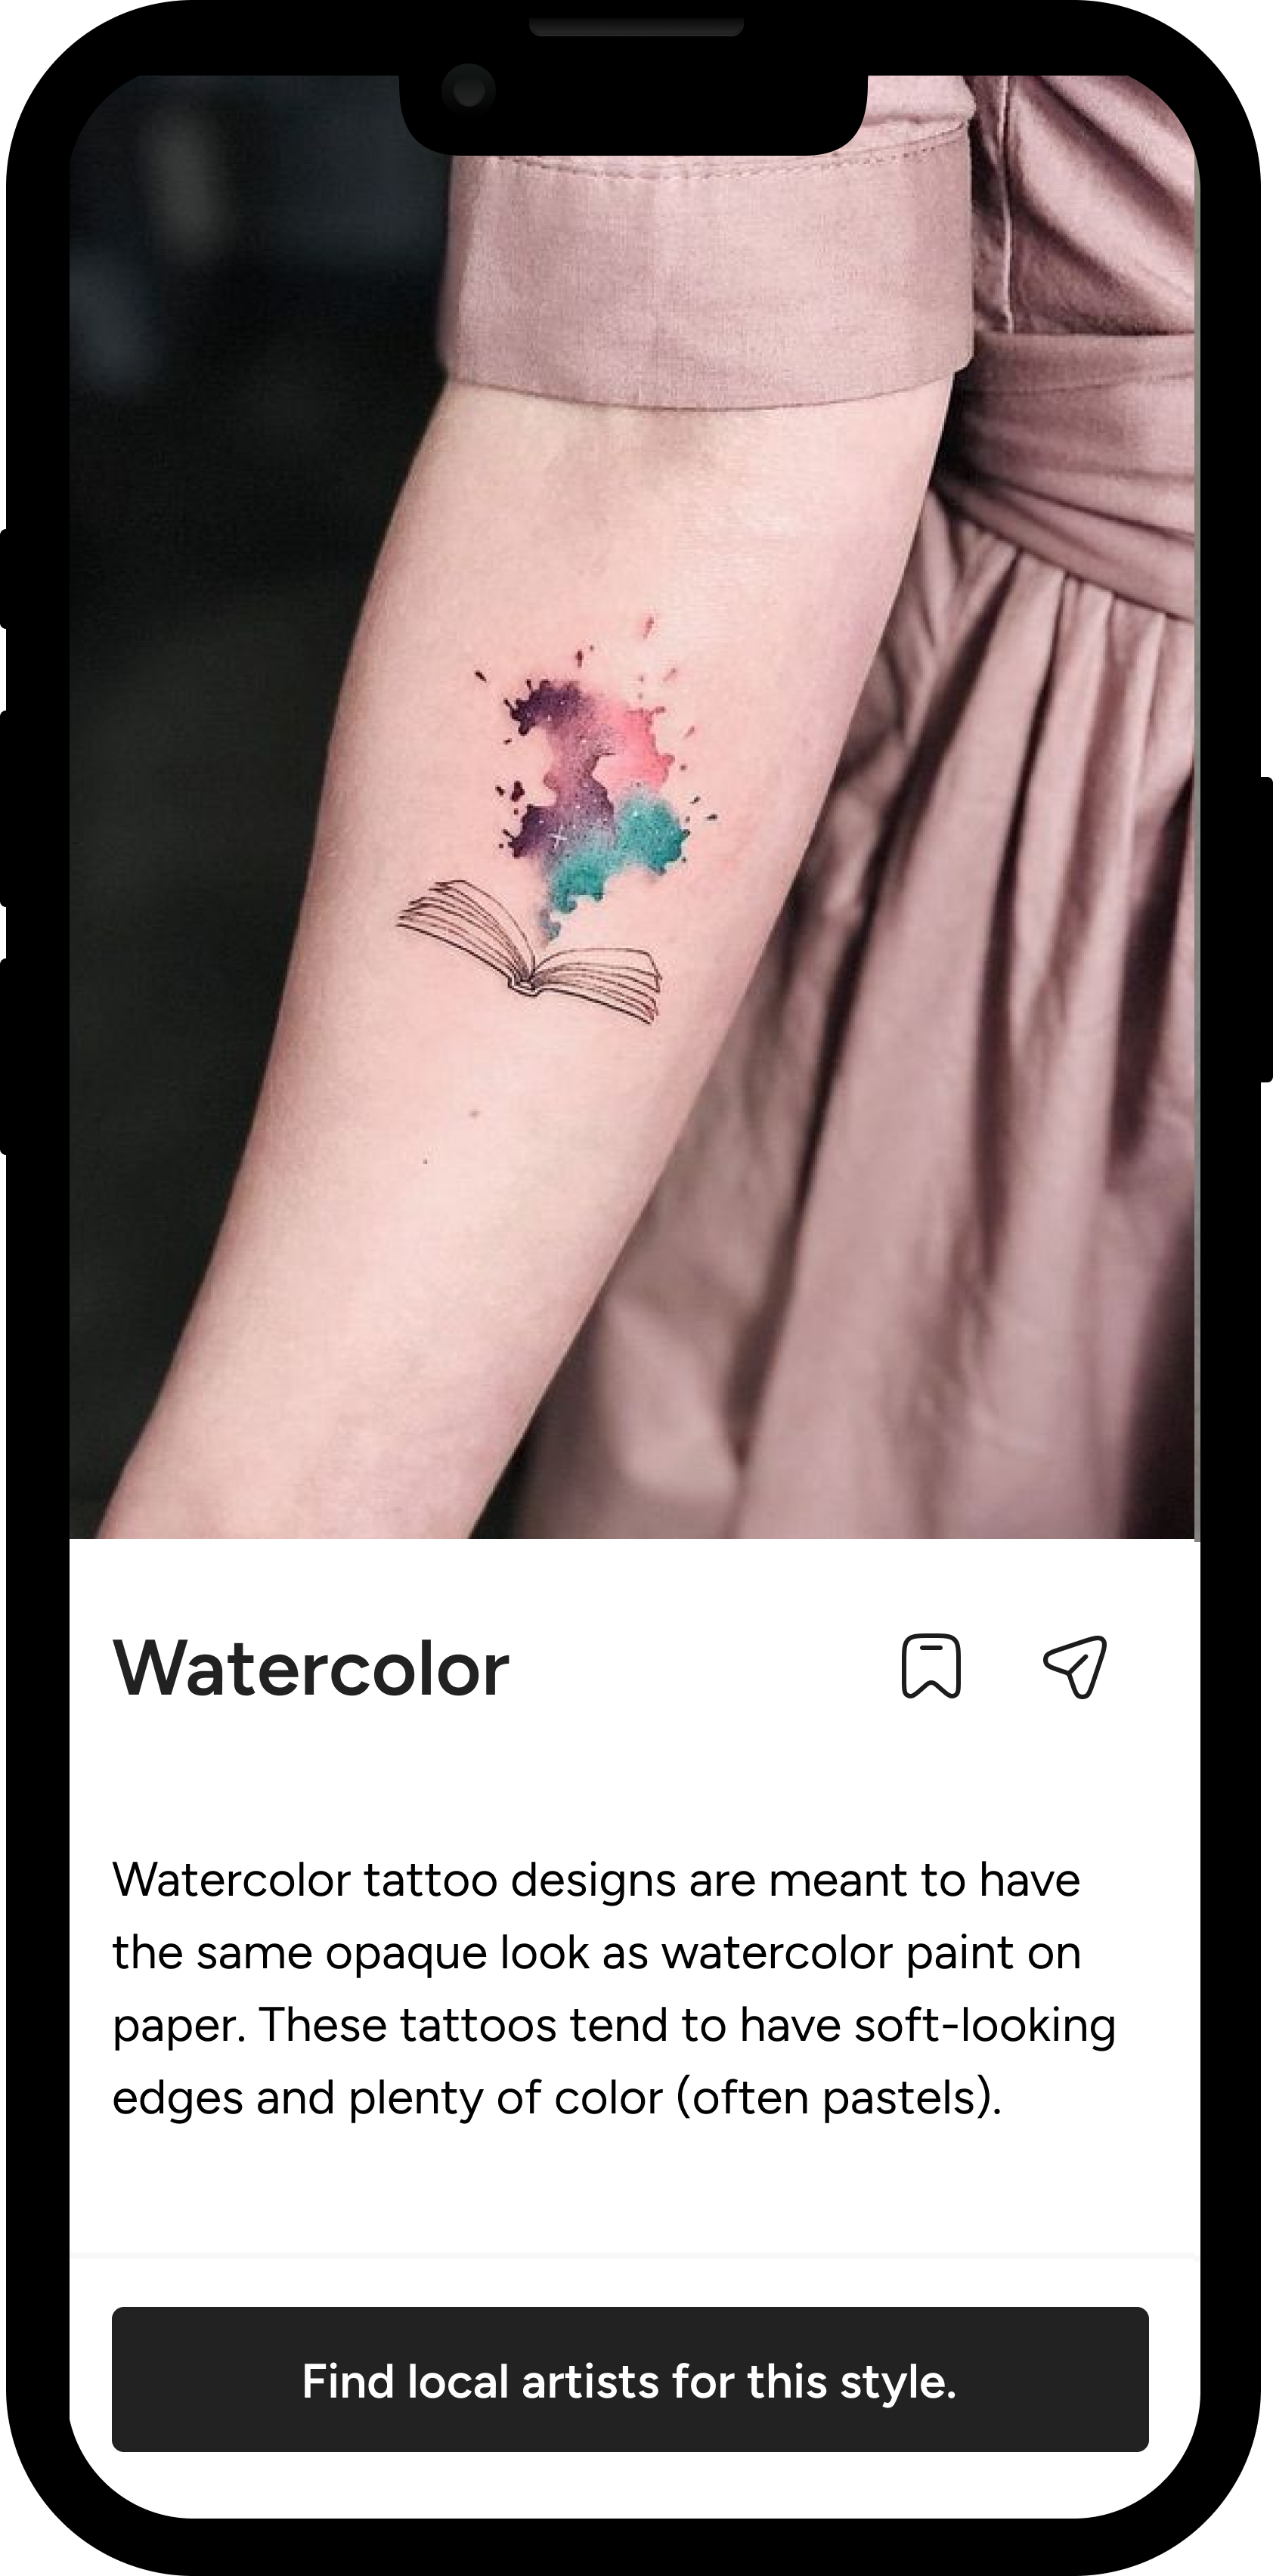 Watercolor
Watercolor tattoo designs are meant to have
the same opaque look as watercolor paint on
paper. These tattoos tend to have soft-looking
edges and plenty of color (often pastels).
Find local artists for this style.